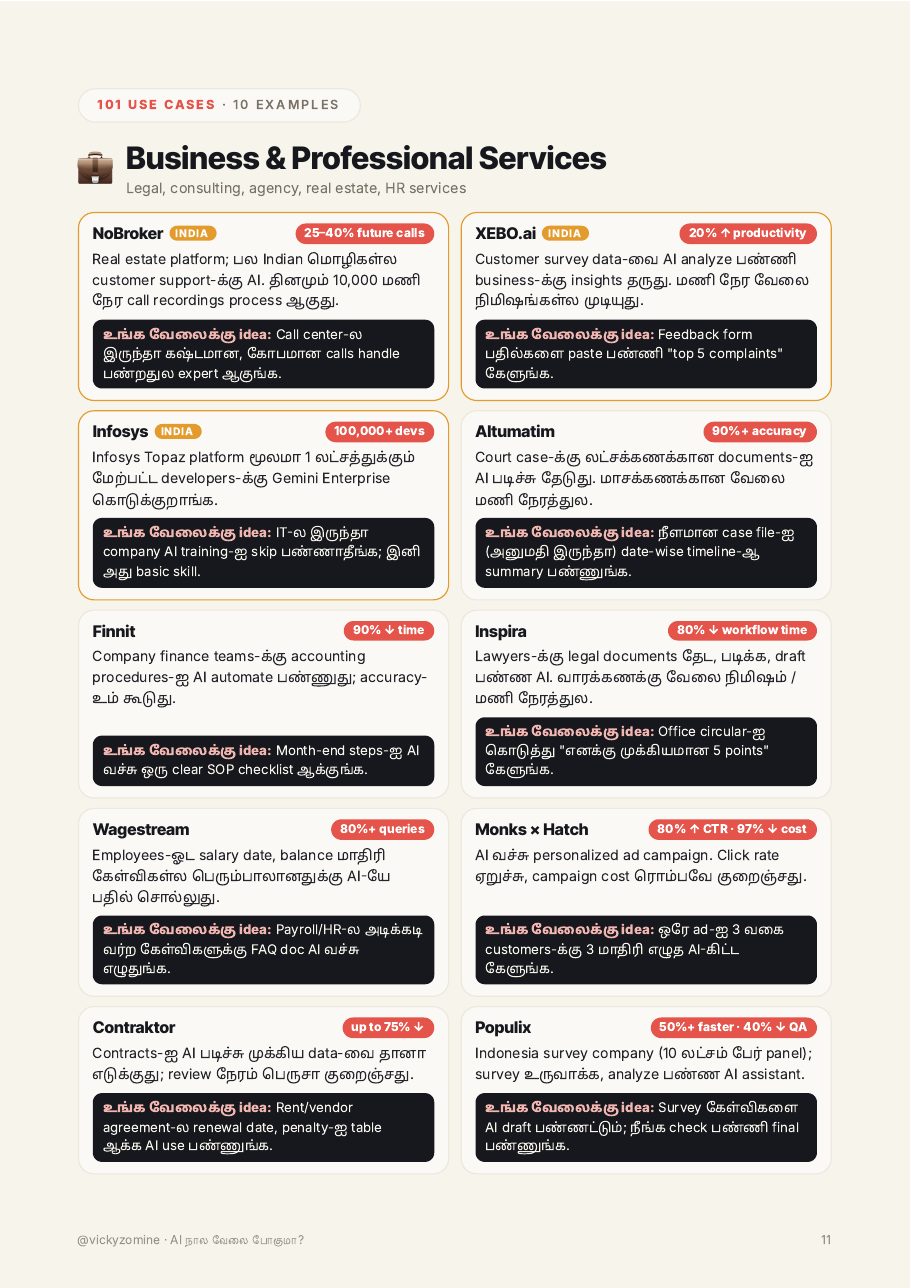 101 USE CASES · 10 EXAMPLES
Business & Professional Services
Legal, consulting, agency, real estate, HR services
NoBroker INDIA 25–40% future calls
Real estate platform; பல Indian மொழிகள்ல
customer support-க்கு AI. தினமும் 10,000 மணி
நேர call recordings process ஆகுது.
உங்க வேலைக்கு idea: Call center-ல
இருந்தா கஷ்டமான, கோபமான calls handle
பண்றதுல expert ஆகுங்க.
XEBO.ai INDIA 20% ↑ productivity
Customer survey data-வை AI analyze பண்ணி
business-க்கு insights தருது. மணி நேர வேலை
நிமிஷங்கள்ல முடியுது.
உங்க வேலைக்கு idea: Feedback form
பதில்களை paste பண்ணி "top 5 complaints"
கேளுங்க.
Infosys INDIA 100,000+ devs
Infosys Topaz platform மூலமா 1 லட்சத்துக்கும்
மேற்பட்ட developers-க்கு Gemini Enterprise
கொடுக்குறாங்க.
உங்க வேலைக்கு idea: IT-ல இருந்தா
company AI training-ஐ skip பண்ணாதீங்க; இனி
அது basic skill.
Altumatim 90%+ accuracy
Court case-க்கு லட்சக்கணக்கான documents-ஐ
AI படிச்சு தேடுது. மாசக்கணக்கான வேலை
மணி நேரத்துல.
உங்க வேலைக்கு idea: நீளமான case file-ஐ
(அனுமதி இருந்தா) date-wise timeline-ஆ
summary பண்ணுங்க.
Finnit 90% ↓ time
Company finance teams-க்கு accounting
procedures-ஐ AI automate பண்ணுது; accuracy-
உம் கூடுது.
உங்க வேலைக்கு idea: Month-end steps-ஐ AI
வச்சு ஒரு clear SOP checklist ஆக்குங்க.
Inspira 80% ↓ workflow time
Lawyers-க்கு legal documents தேட, படிக்க, draft
பண்ண AI. வாரக்கணக்கு வேலை நிமிஷம் /
மணி நேரத்துல.
உங்க வேலைக்கு idea: Office circular-ஐ
கொடுத்து "எனக்கு முக்கியமான 5 points"
கேளுங்க.
Wagestream 80%+ queries
Employees-ஓட salary date, balance மாதிரி
கேள்விகள்ல பெரும்பாலானதுக்கு AI-யே
பதில் சொல்லுது.
உங்க வேலைக்கு idea: Payroll/HR-ல அடிக்கடி
வர்ற கேள்விகளுக்கு FAQ doc AI வச்சு
எழுதுங்க.
Monks × Hatch 80% ↑ CTR · 97% ↓ cost
AI வச்சு personalized ad campaign. Click rate
ஏறுச்சு, campaign cost ரொம்பவே குறைஞ்சது.
உங்க வேலைக்கு idea: ஒரே ad-ஐ 3 வகை
customers-க்கு 3 மாதிரி எழுத AI-கிட்ட
கேளுங்க.
Contraktor up to 75% ↓
Contracts-ஐ AI படிச்சு முக்கிய data-வை தானா
எடுக்குது; review நேரம் பெருசா குறைஞ்சது.
உங்க வேலைக்கு idea: Rent/vendor
agreement-ல renewal date, penalty-ஐ table
ஆக்க AI use பண்ணுங்க.
Populix 50%+ faster · 40% ↓ QA
Indonesia survey company (10 லட்சம் பேர் panel);
survey உருவாக்க, analyze பண்ண AI assistant.
உங்க வேலைக்கு idea: Survey கேள்விகளை
AI draft பண்ணட்டும்; நீங்க check பண்ணி final
பண்ணுங்க.
@vickyzomine · AI நால வேலை போகுமா? 11